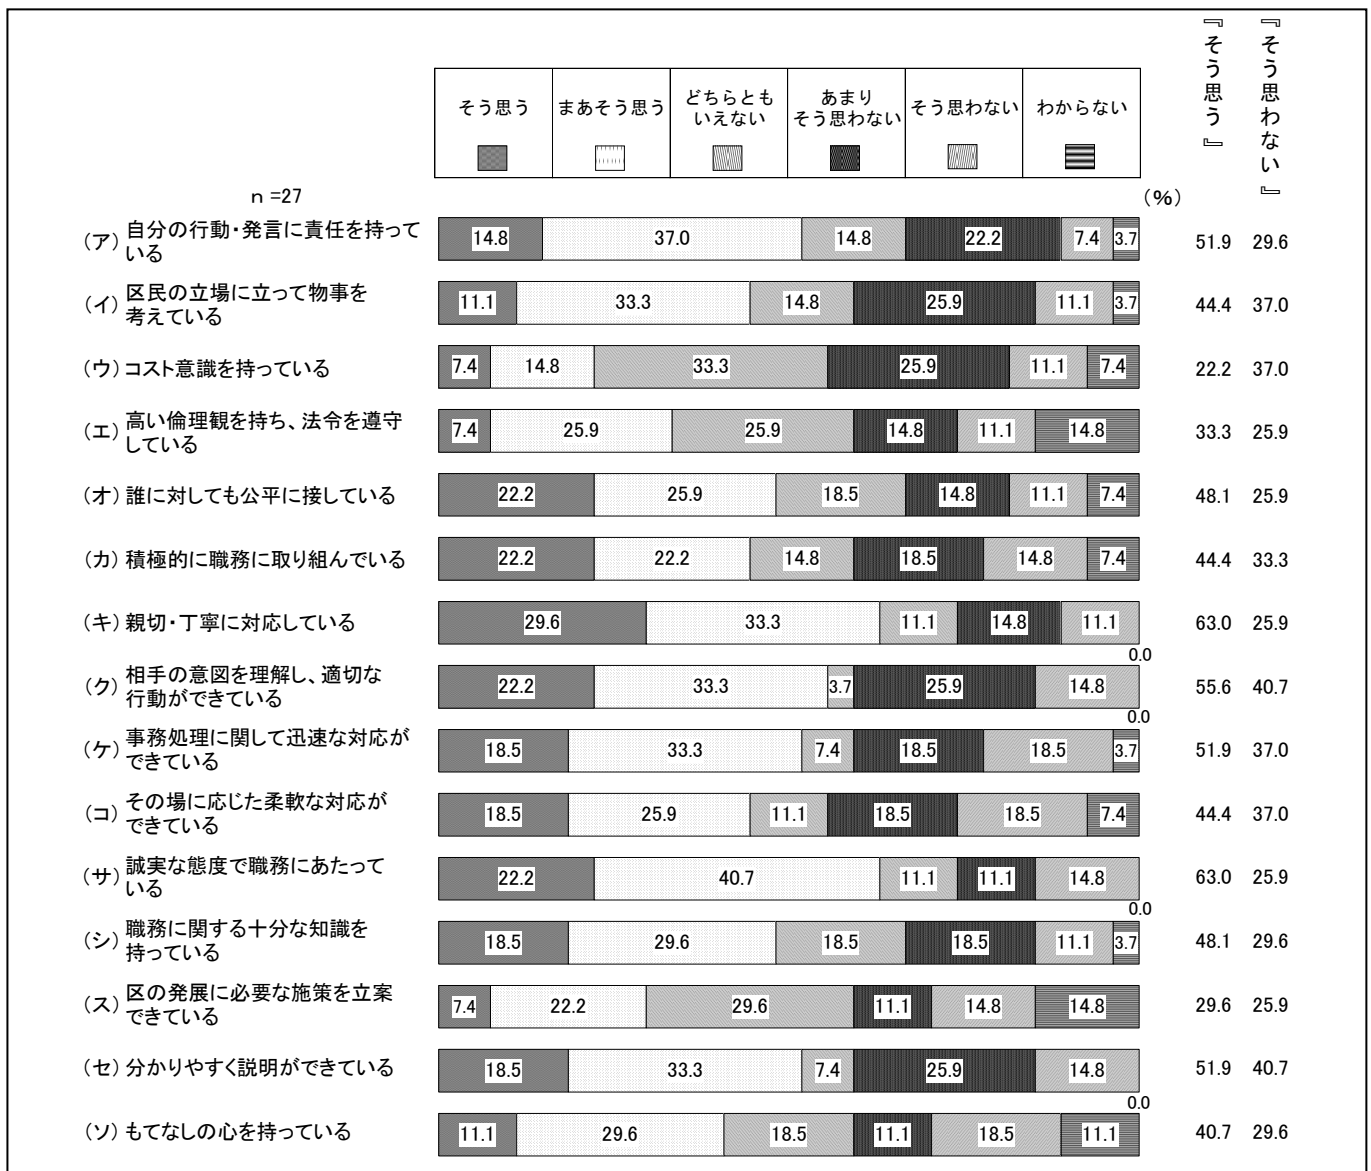 『そう思う』
『そう思わない』
そう思う
まあそう思う
どちらとも
いえない
あまり
そう思わない
そう思わない
わからない
n =27
(%)
(ア) 自分の行動・発言に責任を持って
いる
14.8 37.0 14.8 22.2 7.4 3.7 51.9 29.6
(イ) 区民の立場に立って物事を
考えている
11.1 33.3 14.8 25.9 11.1 3.7 44.4 37.0
(ウ) コスト意識を持っている
7.4 14.8 33.3 25.9 11.1 7.4 22.2 37.0
(エ) 高い倫理観を持ち、法令を遵守
している
7.4 25.9 25.9 14.8 11.1 14.8 33.3 25.9
(オ) 誰に対しても公平に接している
22.2 25.9 18.5 14.8 11.1 7.4 48.1 25.9
(カ) 積極的に職務に取り組んでいる
22.2 22.2 14.8 18.5 14.8 7.4 44.4 33.3
(キ) 親切・丁寧に対応している
29.6 33.3 11.1 14.8 11.1 63.0 25.9
0.0
(ク) 相手の意図を理解し、適切な
行動ができている
22.2 33.3 3.7 25.9 14.8 55.6 40.7
0.0
(ケ) 事務処理に関して迅速な対応が
できている
18.5 33.3 7.4 18.5 18.5 3.7 51.9 37.0
(コ) その場に応じた柔軟な対応が
できている
18.5 25.9 11.1 18.5 18.5 7.4 44.4 37.0
(サ) 誠実な態度で職務にあたって
いる
22.2 40.7 11.1 11.1 14.8 63.0 25.9
0.0
(シ) 職務に関する十分な知識を
持っている
18.5 29.6 18.5 18.5 11.1 3.7 48.1 29.6
(ス) 区の発展に必要な施策を立案
できている
7.4 22.2 29.6 11.1 14.8 14.8 29.6 25.9
(セ) 分かりやすく説明ができている
18.5 33.3 7.4 25.9 14.8 51.9 40.7
0.0
(ソ) もてなしの心を持っている
11.1 29.6 18.5 11.1 18.5 11.1 40.7 29.6